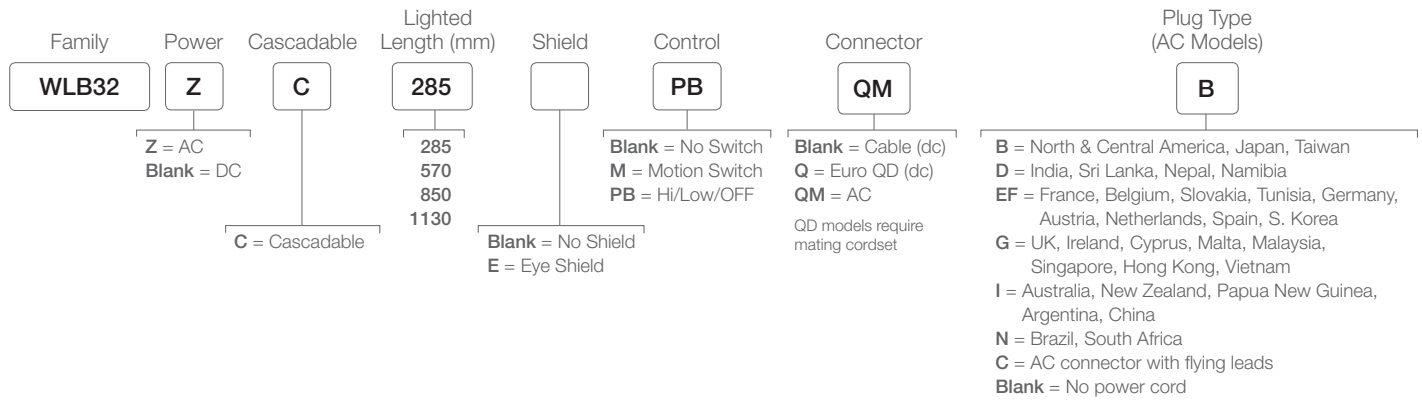 Family
Power
Cascadable
Lighted
Length (mm)
Shield
Control
Connector
Plug Type
(AC Models)
WLB32
Z
C
285
PB
QM
B
Z = AC
Blank = DC
C = Cascadable
285
570
850
1130
Blank = No Shield
E = Eye Shield
Blank = No Switch
M = Motion Switch
PB = Hi/Low/OFF
Blank = Cable (dc)
Q = Euro QD (dc)
QM = AC
QD models require
mating cordset
B = North & Central America, Japan, Taiwan
D = India, Sri Lanka, Nepal, Namibia
EF = France, Belgium, Slovakia, Tunisia, Germany,
Austria, Netherlands, Spain, S. Korea
G = UK, Ireland, Cyprus, Malta, Malaysia,
Singapore, Hong Kong, Vietnam
I = Australia, New Zealand, Papua New Guinea,
Argentina, China
N = Brazil, South Africa
C = AC connector with flying leads
Blank = No power cord